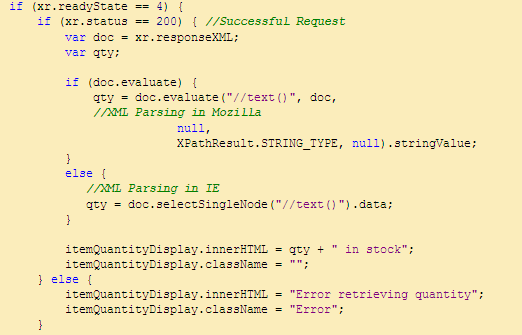 if (xr.readyState == 4) {
    if (xr.status == 200) { //Successful Request
        var doc = xr.responseXML;
        var qty;

        if (doc.evaluate) {
            qty = doc.evaluate("//text()", doc,
            //XML Parsing in Mozilla
                        null,
                        XPathResult.STRING_TYPE, null).stringValue;
        }
        else {
           //XML Parsing in IE
           qty = doc.selectSingleNode("//text()").data;
        }

        itemQuantityDisplay.innerHTML = qty + " in stock";
        itemQuantityDisplay.className = "";
    } else {
        itemQuantityDisplay.innerHTML = "Error retrieving quantity";
        itemQuantityDisplay.className = "Error";
    }